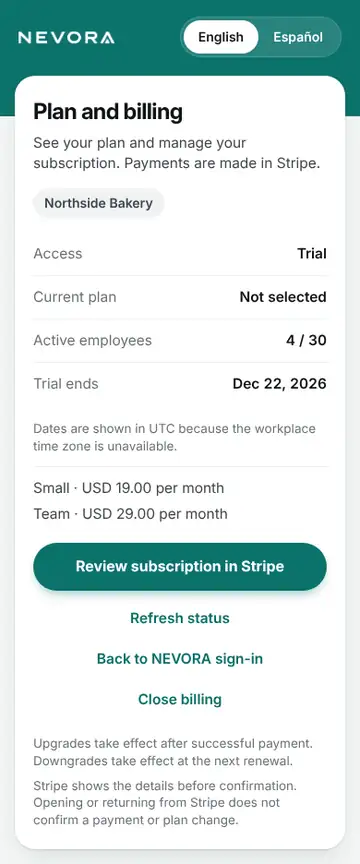 NEVORA
English Español
Plan and billing
See your plan and manage your
subscription. Payments are made in Stripe.
Northside Bakery
Access Trial
Current plan Not selected
Active employees 4 / 30
Trial ends Dec 22, 2026
Dates are shown in UTC because the workplace
time zone is unavailable.
Small · USD 19.00 per month
Team · USD 29.00 per month
Review subscription in Stripe
Refresh status
Back to NEVORA sign-in
Close billing
Upgrades take effect after successful payment.
Downgrades take effect at the next renewal.
Stripe shows the details before confirmation.
Opening or returning from Stripe does not
confirm a payment or plan change.